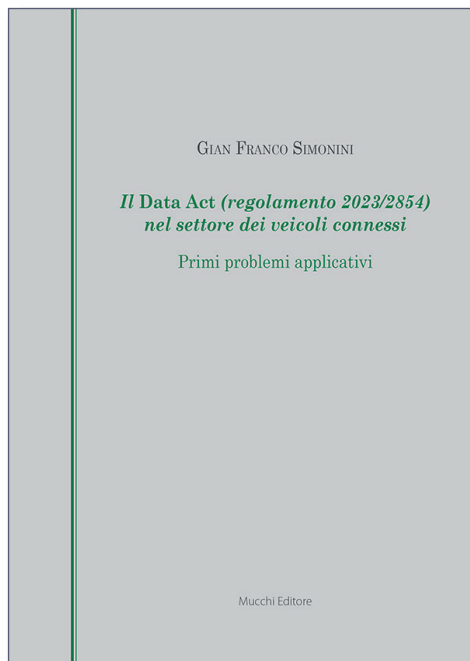 Gian Franco Simonini
Il Data Act (regolamento 2023/2854)
nel settore dei veicoli connessi
Primi problemi applicativi
Mucchi Editore